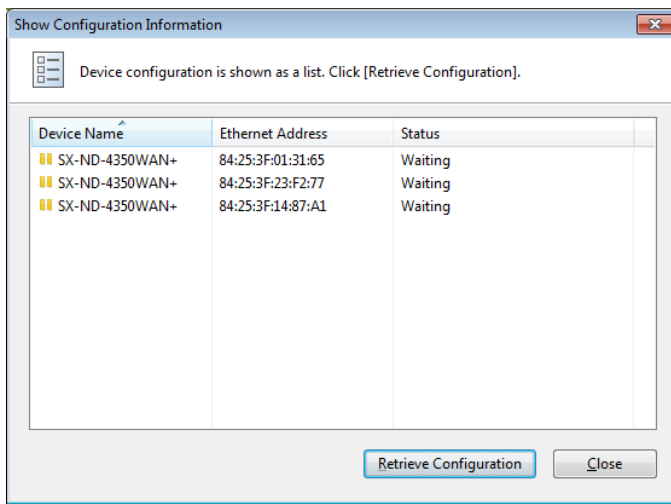 Show Configuration Information
Device configuration is shown as a list. Click [Retrieve Configuration].
Device Name Ethernet Address Status
SX-ND-4350WAN+ 84:25:3F:01:31:65 Waiting
SX-ND-4350WAN+ 84:25:3F:23:F2:77 Waiting
SX-ND-4350WAN+ 84:25:3F:14:87:A1 Waiting
Retrieve Configuration Close